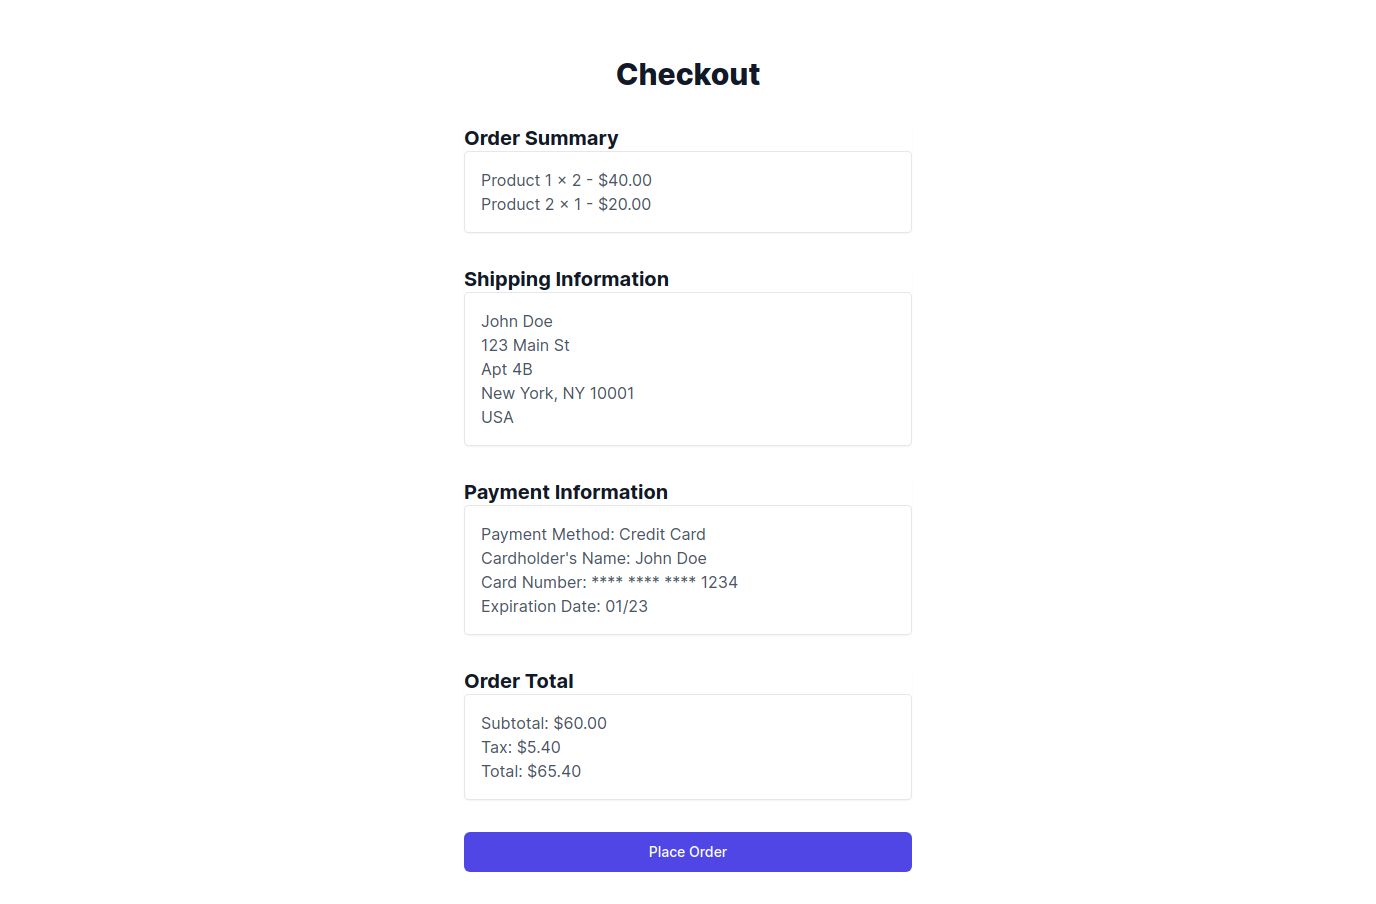 Checkout
Order Summary
Product 1 × 2 - $40.00
Product 2 × 1 - $20.00
Shipping Information
John Doe
123 Main St
Apt 4B
New York, NY 10001
USA
Payment Information
Payment Method: Credit Card
Cardholder's Name: John Doe
Card Number: **** **** **** 1234
Expiration Date: 01/23
Order Total
Subtotal: $60.00
Tax: $5.40
Total: $65.40
Place Order